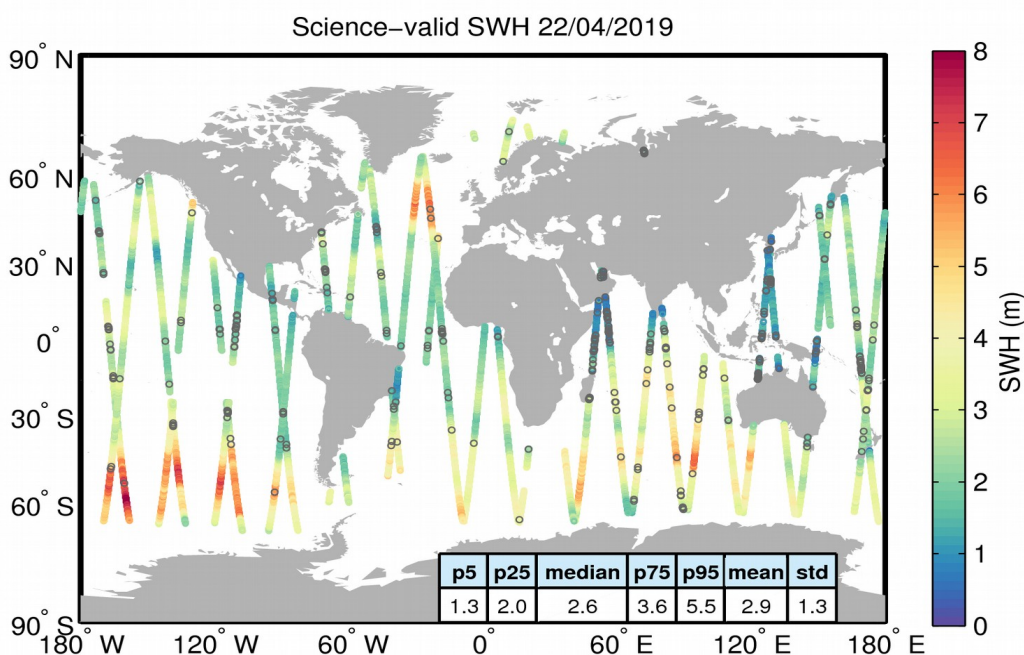 Science−valid SWH 22/04/2019
90° N
60° N
30° N
0°
30° S
60° S
90° S
180° W
120° W
60° W
0°
60° E
120° E
180° E
p5 p25 median p75 p95 mean std
1.3 2.0 2.6 3.6 5.5 2.9 1.3
8
7
6
5
4
3
2
1
0
SWH (m)